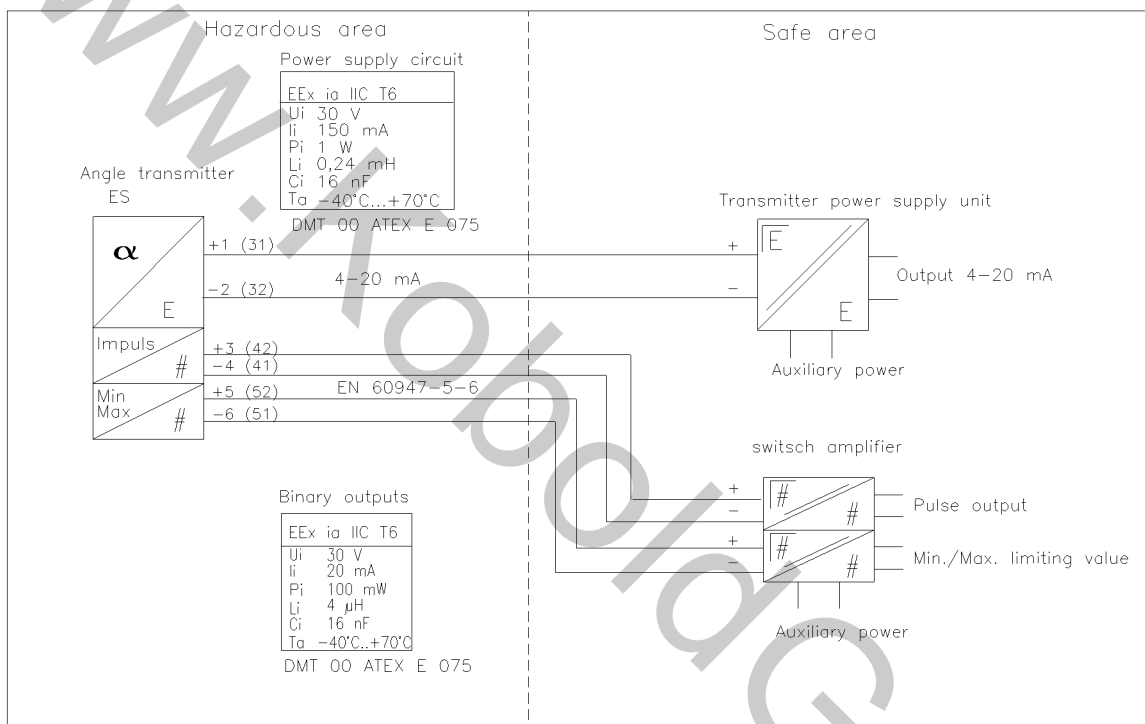 Hazardous area
Safe area
Power supply circuit
EEx ia IIC T6
Ui 30 V
Ii 150 mA
Pi 1 W
Li 0,24 mH
Ci 16 nF
Ta -40°C...+70°C
DMT 00 ATEX E 075
Angle transmitter
ES
α
E
+1 (31)
4-20 mA
-2 (32)
Transmitter power supply unit
+
-
E
E
Output 4-20 mA
Auxiliary power
Impuls
#
+3 (42)
-4 (41)
Min
Max
#
+5 (52)
EN 60947-5-6
-6 (51)
switsch amplifier
+
-
#
#
Pulse output
+
-
#
#
Min./Max. limiting value
Auxiliary power
Binary outputs
EEx ia IIC T6
Ui 30 V
Ii 20 mA
Pi 100 mW
Li 4 µH
Ci 16 nF
Ta -40°C..+70°C
DMT 00 ATEX E 075
www.KoboldG